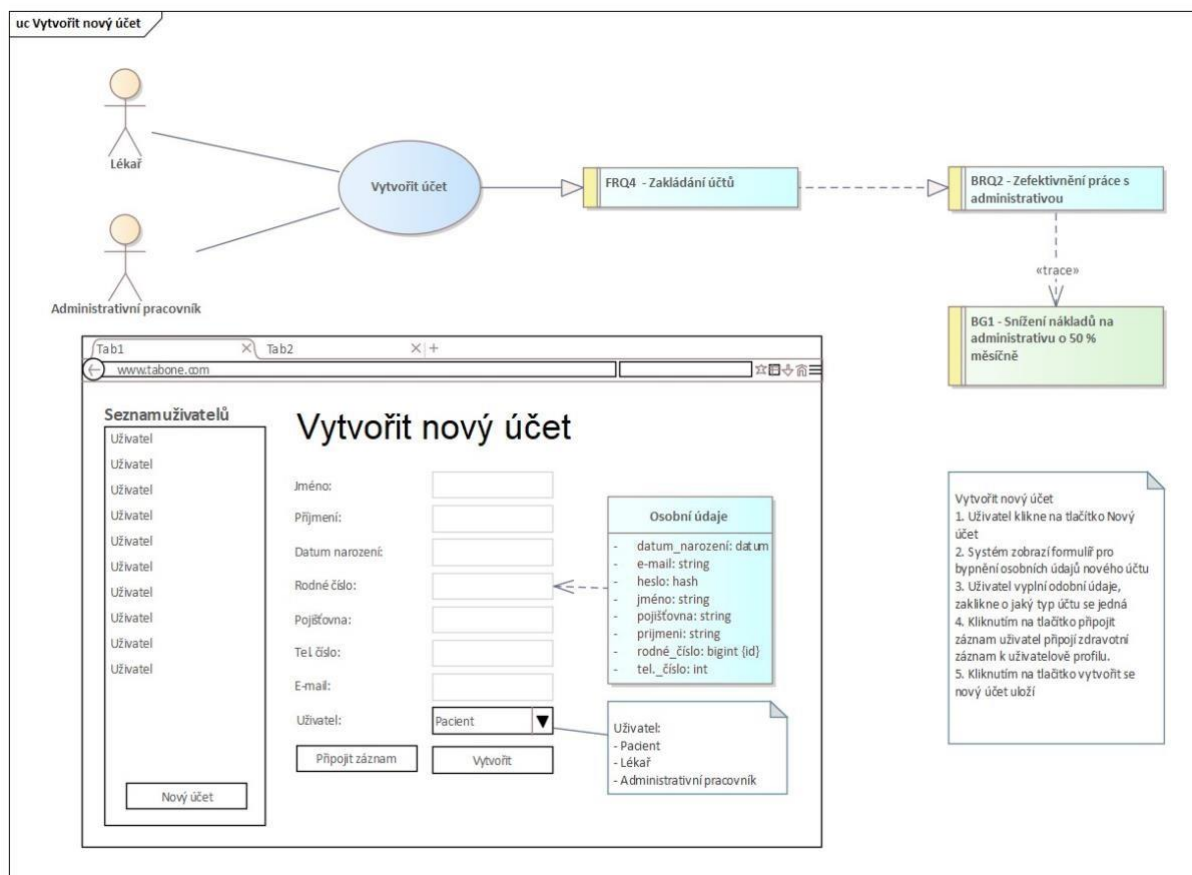 uc Vytvořit nový účet
Lékař
Vytvořit účet
FRQ4 - Zakládání účtů
BRQ2 - Zefektivnění práce s
administrativou
Administrativní pracovník
«trace»
BG1 - Snížení nákladů na
administrativu o 50 %
měsíčně
Tab1
Tab2
www.tabone.com
Seznam uživatelů
Uživatel
Uživatel
Uživatel
Uživatel
Uživatel
Uživatel
Uživatel
Uživatel
Uživatel
Uživatel
Nový účet
Vytvořit nový účet
Jméno:
Příjmení:
Datum narození:
Rodné číslo:
Pojišťovna:
Tel. číslo:
E-mail:
Uživatel:
Pacient
Připojit záznam
Vytvořit
Osobní údaje
- datum_narození: datum
- e-mail: string
- heslo: hash
- jméno: string
- pojišťovna: string
- prijmeni: string
- rodné_číslo: bigint {id}
- tel._číslo: int
Uživatel:
- Pacient
- Lékař
- Administrativní pracovník
Vytvořit nový účet
1. Uživatel klikne na tlačítko Nový
účet
2. Systém zobrazí formulíř pro
bypnění osobních údajů nového účtu
3. Uživatel vyplní odobní údaje,
zaklikne o jaký typ účtu se jedná
4. Kliknutím na tlačítko připojit
záznam uživatel připojí zdravotní
záznam k uživatelově profilu.
5. Kliknutím na tlačitko vytvořit se
nový účet uloží